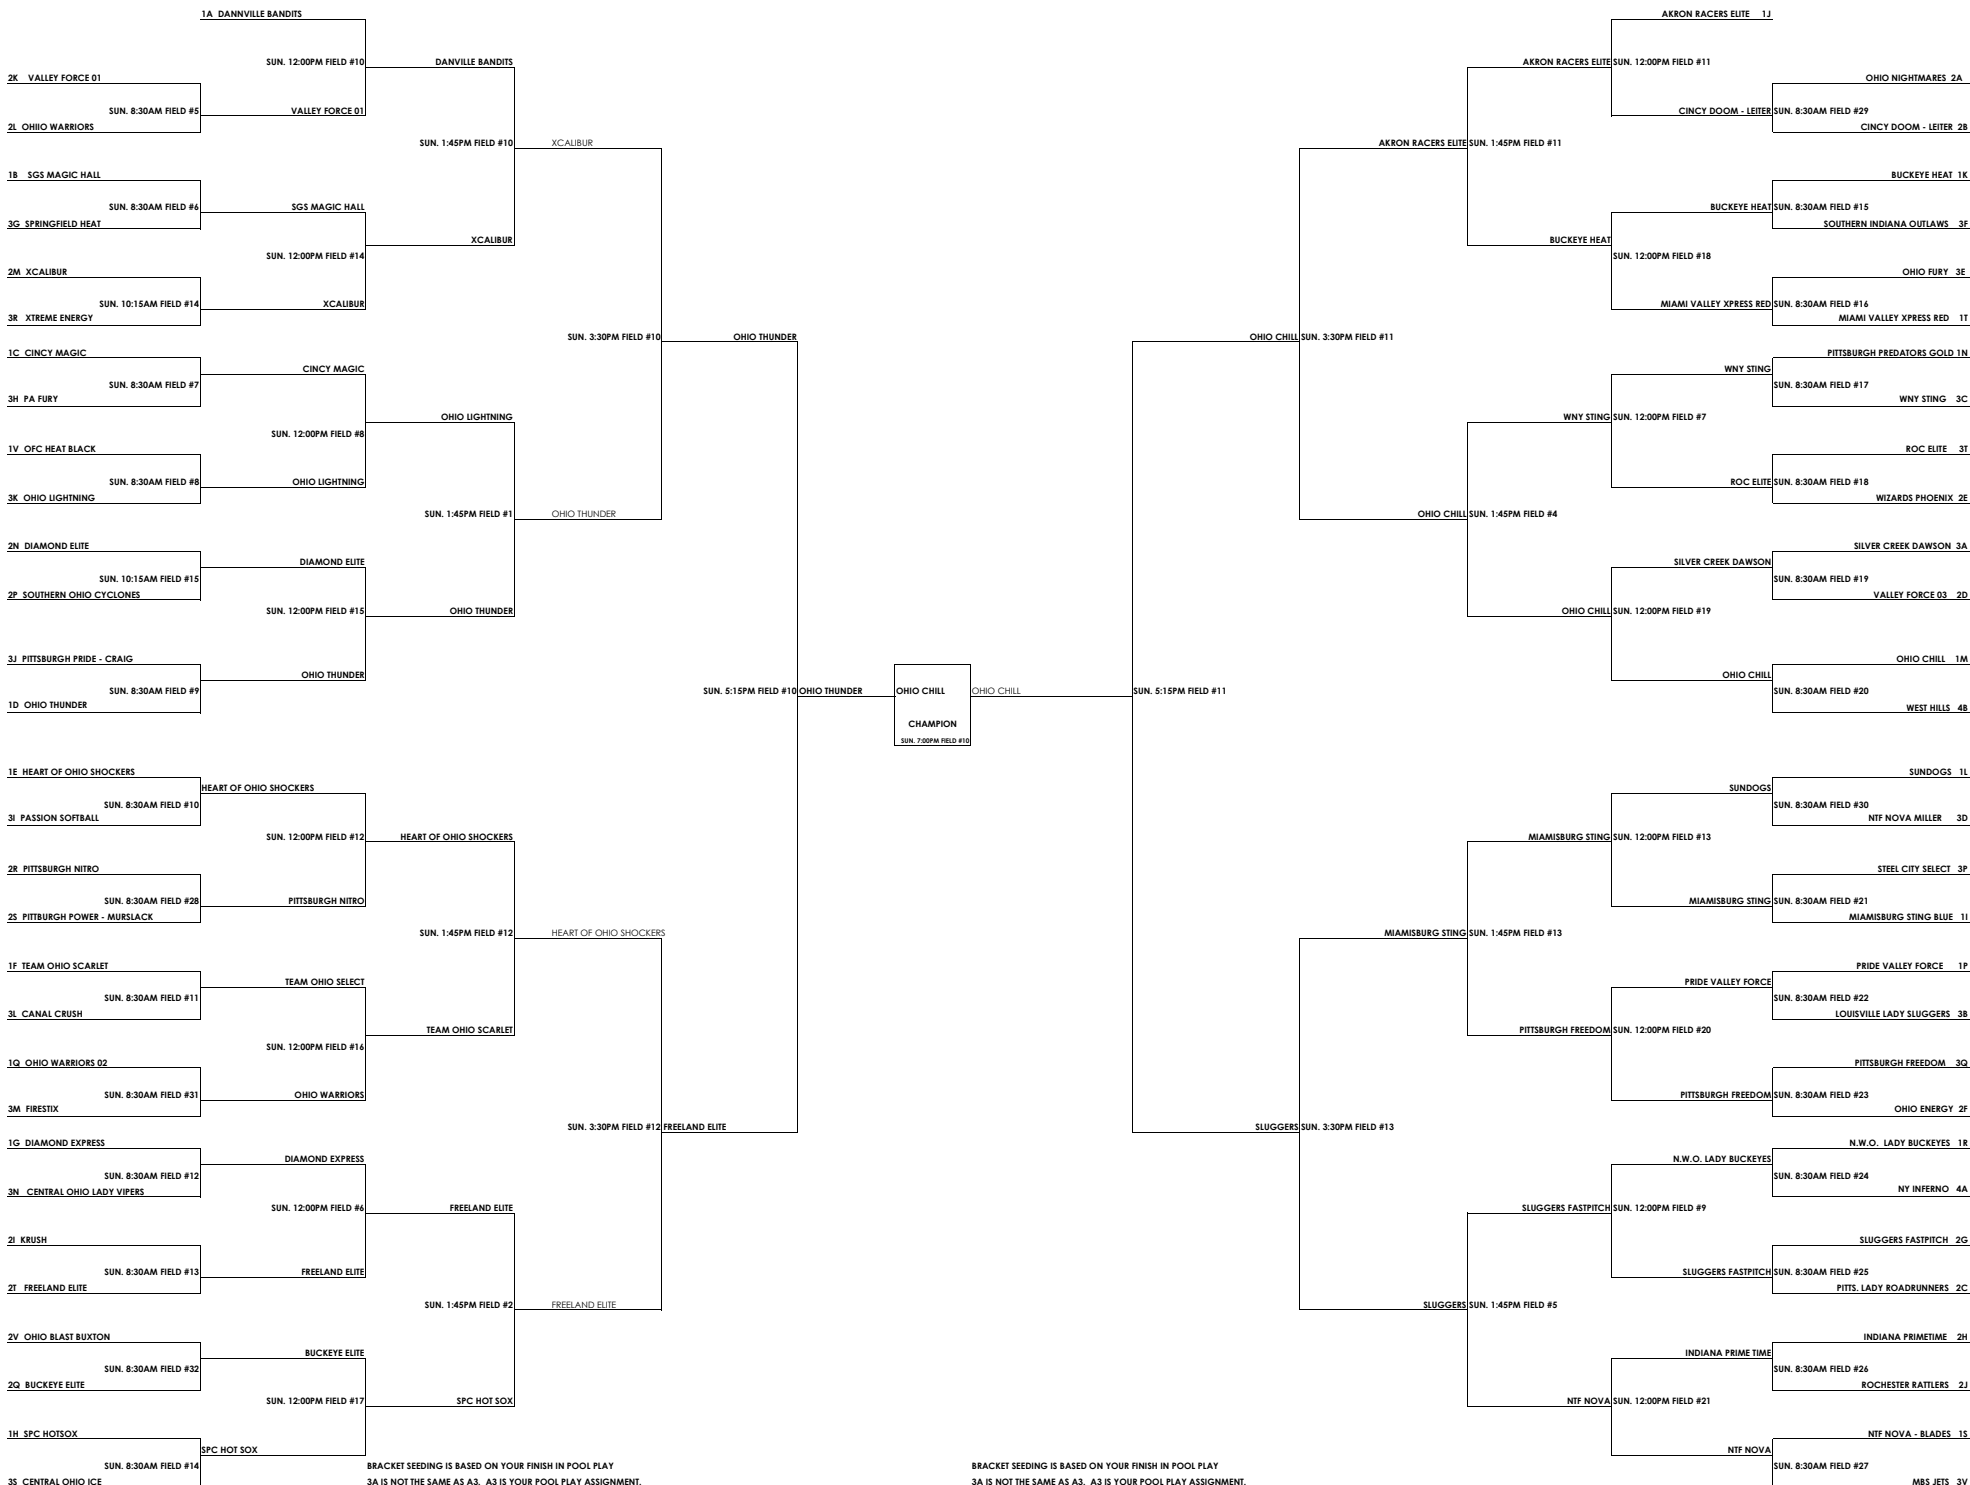 1A DANNVILLE BANDITS
SUN. 12:00PM FIELD #10
DANVILLE BANDITS
2K VALLEY FORCE 01
SUN. 8:30AM FIELD #5
VALLEY FORCE 01
2L OHIIO WARRIORS
SUN. 1:45PM FIELD #10
XCALIBUR
1B SGS MAGIC HALL
SUN. 8:30AM FIELD #6
SGS MAGIC HALL
3G SPRINGFIELD HEAT
XCALIBUR
SUN. 12:00PM FIELD #14
2M XCALIBUR
SUN. 10:15AM FIELD #14
XCALIBUR
3R XTREME ENERGY
SUN. 3:30PM FIELD #10
OHIO THUNDER
1C CINCY MAGIC
CINCY MAGIC
SUN. 8:30AM FIELD #7
3H PA FURY
OHIO LIGHTNING
SUN. 12:00PM FIELD #8
1V OFC HEAT BLACK
SUN. 8:30AM FIELD #8
OHIO LIGHTNING
3K OHIO LIGHTNING
SUN. 1:45PM FIELD #1
OHIO THUNDER
2N DIAMOND ELITE
DIAMOND ELITE
SUN. 10:15AM FIELD #15
2P SOUTHERN OHIO CYCLONES
SUN. 12:00PM FIELD #15
OHIO THUNDER
3J PITTSBURGH PRIDE - CRAIG
OHIO THUNDER
SUN. 8:30AM FIELD #9
1D OHIO THUNDER
SUN. 5:15PM FIELD #10
OHIO THUNDER
OHIO CHILL
CHAMPION
SUN. 7:00PM FIELD #10
OHIO CHILL
SUN. 5:15PM FIELD #11
1E HEART OF OHIO SHOCKERS
HEART OF OHIO SHOCKERS
SUN. 8:30AM FIELD #10
3I PASSION SOFTBALL
SUN. 12:00PM FIELD #12
HEART OF OHIO SHOCKERS
2R PITTSBURGH NITRO
SUN. 8:30AM FIELD #28
PITTSBURGH NITRO
2S PITTBURGH POWER - MURSLACK
SUN. 1:45PM FIELD #12
HEART OF OHIO SHOCKERS
1F TEAM OHIO SCARLET
TEAM OHIO SELECT
SUN. 8:30AM FIELD #11
3L CANAL CRUSH
TEAM OHIO SCARLET
SUN. 12:00PM FIELD #16
1Q OHIO WARRIORS 02
SUN. 8:30AM FIELD #31
OHIO WARRIORS
3M FIRESTIX
SUN. 3:30PM FIELD #12
FREELAND ELITE
1G DIAMOND EXPRESS
DIAMOND EXPRESS
SUN. 8:30AM FIELD #12
3N CENTRAL OHIO LADY VIPERS
SUN. 12:00PM FIELD #6
FREELAND ELITE
2I KRUSH
SUN. 8:30AM FIELD #13
FREELAND ELITE
2T FREELAND ELITE
SUN. 1:45PM FIELD #2
FREELAND ELITE
2V OHIO BLAST BUXTON
BUCKEYE ELITE
SUN. 8:30AM FIELD #32
2Q BUCKEYE ELITE
SUN. 12:00PM FIELD #17
SPC HOT SOX
1H SPC HOTSOX
SPC HOT SOX
SUN. 8:30AM FIELD #14
3S CENTRAL OHIO ICE
BRACKET SEEDING IS BASED ON YOUR FINISH IN POOL PLAY
3A IS NOT THE SAME AS A3. A3 IS YOUR POOL PLAY ASSIGNMENT.
AKRON RACERS ELITE 1J
AKRON RACERS ELITE
SUN. 12:00PM FIELD #11
OHIO NIGHTMARES 2A
CINCY DOOM - LEITER
SUN. 8:30AM FIELD #29
CINCY DOOM - LEITER 2B
AKRON RACERS ELITE
SUN. 1:45PM FIELD #11
BUCKEYE HEAT 1K
BUCKEYE HEAT
SUN. 8:30AM FIELD #15
SOUTHERN INDIANA OUTLAWS 3F
BUCKEYE HEAT
SUN. 12:00PM FIELD #18
OHIO FURY 3E
MIAMI VALLEY XPRESS RED
SUN. 8:30AM FIELD #16
MIAMI VALLEY XPRESS RED 1T
OHIO CHILL
SUN. 3:30PM FIELD #11
PITTSBURGH PREDATORS GOLD 1N
WNY STING
SUN. 8:30AM FIELD #17
WNY STING 3C
WNY STING
SUN. 12:00PM FIELD #7
ROC ELITE 3T
ROC ELITE
SUN. 8:30AM FIELD #18
WIZARDS PHOENIX 2E
OHIO CHILL
SUN. 1:45PM FIELD #4
SILVER CREEK DAWSON 3A
SILVER CREEK DAWSON
SUN. 8:30AM FIELD #19
VALLEY FORCE 03 2D
OHIO CHILL
SUN. 12:00PM FIELD #19
OHIO CHILL 1M
OHIO CHILL
SUN. 8:30AM FIELD #20
WEST HILLS 4B
SUNDOGS 1L
SUNDOGS
SUN. 8:30AM FIELD #30
NTF NOVA MILLER 3D
MIAMISBURG STING
SUN. 12:00PM FIELD #13
STEEL CITY SELECT 3P
MIAMISBURG STING
SUN. 8:30AM FIELD #21
MIAMISBURG STING BLUE 1I
MIAMISBURG STING
SUN. 1:45PM FIELD #13
PRIDE VALLEY FORCE 1P
PRIDE VALLEY FORCE
SUN. 8:30AM FIELD #22
LOUISVILLE LADY SLUGGERS 3B
PITTSBURGH FREEDOM
SUN. 12:00PM FIELD #20
PITTSBURGH FREEDOM 3Q
PITTSBURGH FREEDOM
SUN. 8:30AM FIELD #23
OHIO ENERGY 2F
SLUGGERS
SUN. 3:30PM FIELD #13
N.W.O. LADY BUCKEYES 1R
N.W.O. LADY BUCKEYES
SUN. 8:30AM FIELD #24
NY INFERNO 4A
SLUGGERS FASTPITCH
SUN. 12:00PM FIELD #9
SLUGGERS FASTPITCH 2G
SLUGGERS FASTPITCH
SUN. 8:30AM FIELD #25
PITTS. LADY ROADRUNNERS 2C
SLUGGERS
SUN. 1:45PM FIELD #5
INDIANA PRIMETIME 2H
INDIANA PRIME TIME
SUN. 8:30AM FIELD #26
ROCHESTER RATTLERS 2J
NTF NOVA
SUN. 12:00PM FIELD #21
NTF NOVA - BLADES 1S
NTF NOVA
SUN. 8:30AM FIELD #27
MBS JETS 3V
BRACKET SEEDING IS BASED ON YOUR FINISH IN POOL PLAY
3A IS NOT THE SAME AS A3. A3 IS YOUR POOL PLAY ASSIGNMENT.